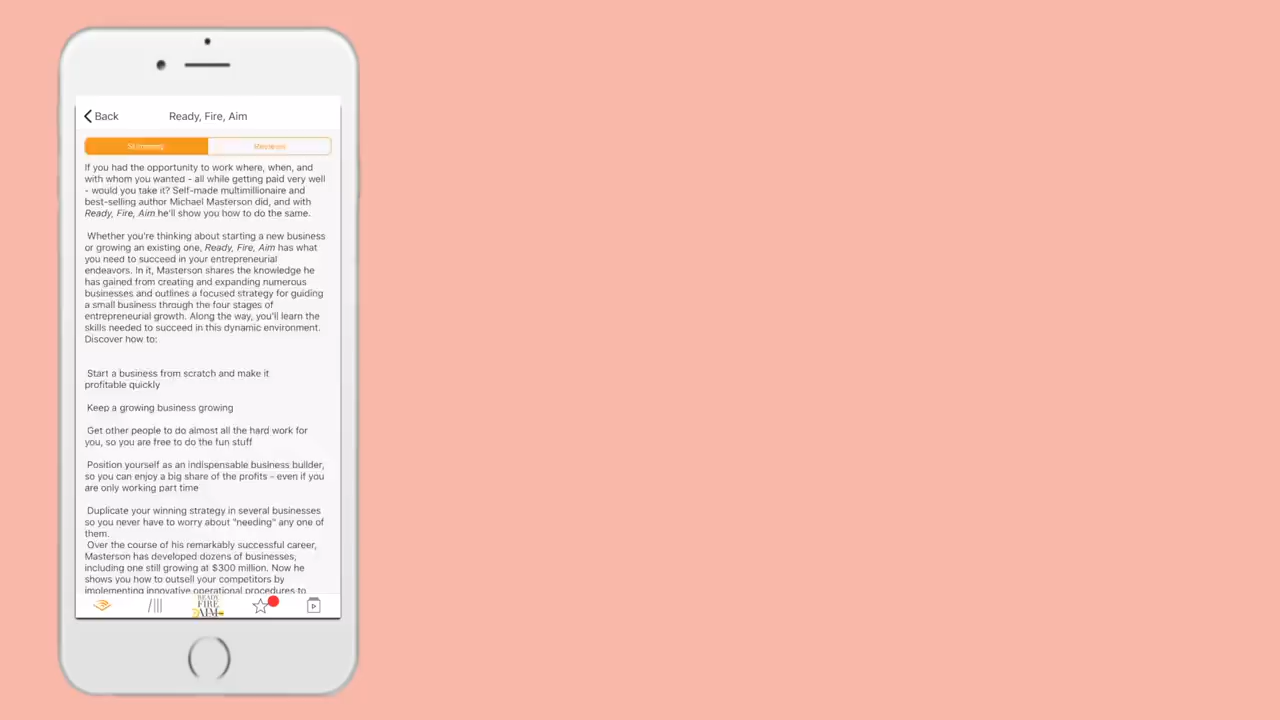 Back
Ready, Fire, Aim
Summary
Reviews
If you had the opportunity to work where, when, and
with whom you wanted - all while getting paid very well
- would you take it? Self-made multimillionaire and
best-selling author Michael Masterson did, and with
Ready, Fire, Aim he'll show you how to do the same.
Whether you're thinking about starting a new business
or growing an existing one, Ready, Fire, Aim has what
you need to succeed in your entrepreneurial
endeavors. In it, Masterson shares the knowledge he
has gained from creating and expanding numerous
businesses and outlines a focused strategy for guiding
a small business through the four stages of
entrepreneurial growth. Along the way, you'll learn the
skills needed to succeed in this dynamic environment.
Discover how to:
Start a business from scratch and make it
profitable quickly
Keep a growing business growing
Get other people to do almost all the hard work for
you, so you are free to do the fun stuff
Position yourself as an indispensable business builder,
so you can enjoy a big share of the profits – even if you
are only working part time
Duplicate your winning strategy in several businesses
so you never have to worry about "needing" any one of
them.
Over the course of his remarkably successful career,
Masterson has developed dozens of businesses,
including one still growing at $300 million. Now he
shows you how to outsell your competitors by
implementing innovative operational procedures to
READY
FIRE
AIM